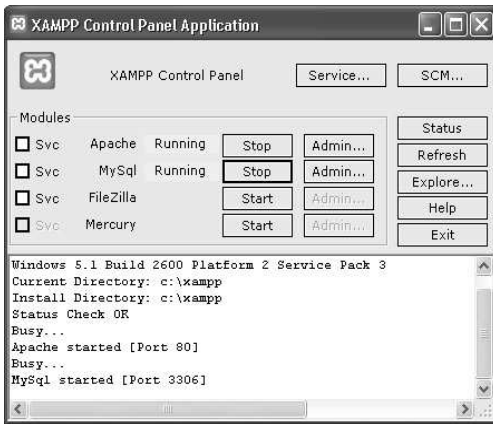 XAMPP Control Panel Application
XAMPP Control Panel Service... SCM...
Modules
Svc Apache Running Stop Admin...
Svc MySql Running Stop Admin...
Svc FileZilla Start Admin...
Svc Mercury Start Admin...
Status
Refresh
Explore...
Help
Exit
Windows 5.1 Build 2600 Platform 2 Service Pack 3
Current Directory: c:\xampp
Install Directory: c:\xampp
Status Check OK
Busy...
Apache started [Port 80]
Busy...
MySql started [Port 3306]